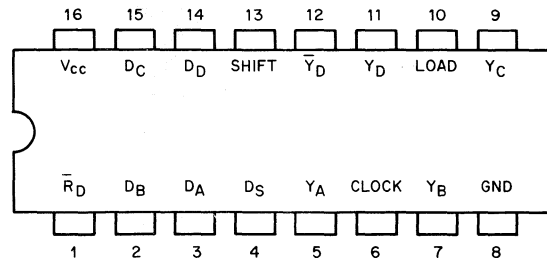 16 15 14 13 12 11 10 9
Vcc DC DD SHIFT Y̅D YD LOAD YC
R̅D DB DA DS YA CLOCK YB GND
1 2 3 4 5 6 7 8